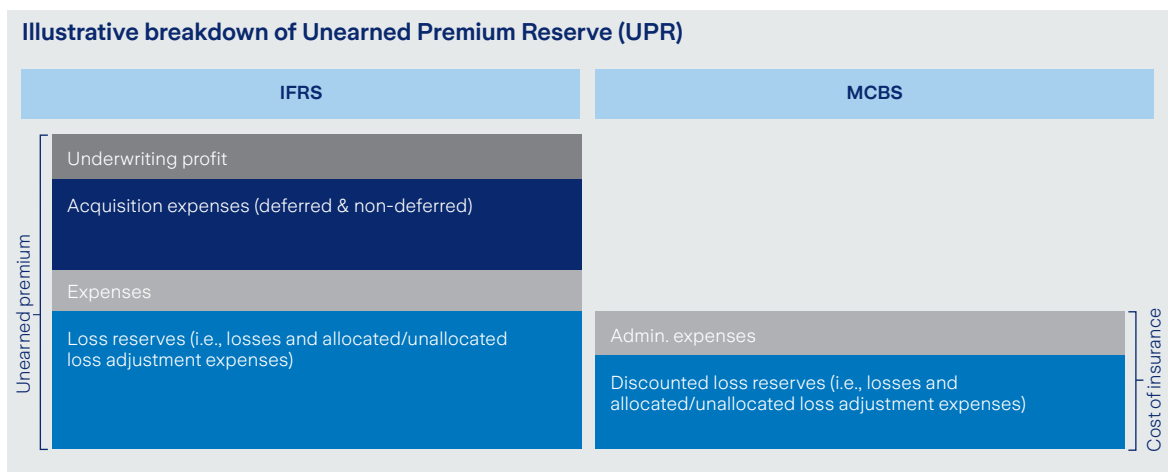 Illustrative breakdown of Unearned Premium Reserve (UPR)
IFRS
MCBS
Unearned premium
Underwriting profit
Acquisition expenses (deferred & non-deferred)
Expenses
Loss reserves (i.e., losses and allocated/unallocated
loss adjustment expenses)
Admin. expenses
Discounted loss reserves (i.e., losses and
allocated/unallocated loss adjustment expenses)
Cost of insurance